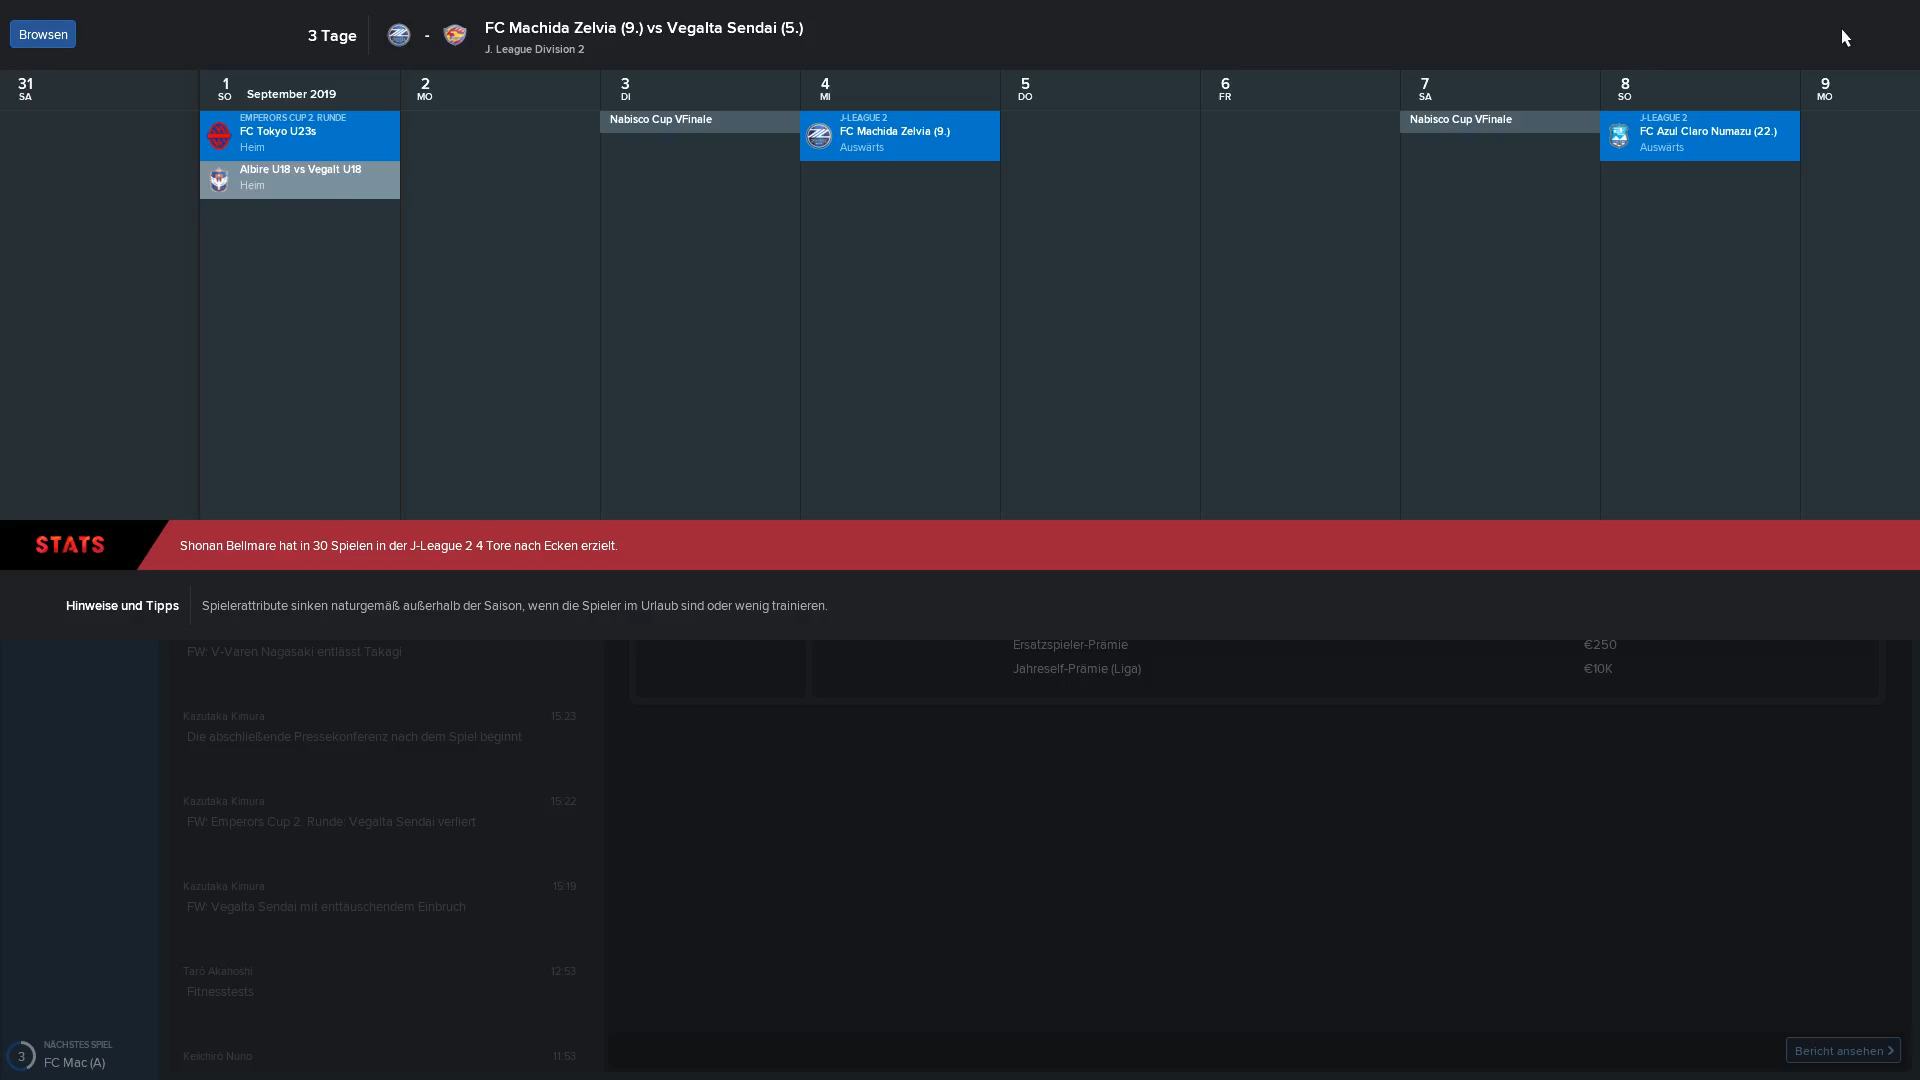 Browsen
3 Tage
-
FC Machida Zelvia (9.) vs Vegalta Sendai (5.)
J. League Division 2
31
SA
1
SO
September 2019
2
MO
3
DI
4
MI
5
DO
6
FR
7
SA
8
SO
9
MO
EMPERORS CUP 2. RUNDE
FC Tokyo U23s
Heim
Albire U18 vs Vegalt U18
Heim
Nabisco Cup VFinale
J-LEAGUE 2
FC Machida Zelvia (9.)
Auswärts
Nabisco Cup VFinale
J-LEAGUE 2
FC Azul Claro Numazu (22.)
Auswärts
STATS
Shonan Bellmare hat in 30 Spielen in der J-League 2 4 Tore nach Ecken erzielt.
Hinweise und Tipps
Spielerattribute sinken naturgemäß außerhalb der Saison, wenn die Spieler im Urlaub sind oder wenig trainieren.
FW: V-Varen Nagasaki entlässt Takagi
Kazutaka Kimura
15:23
Die abschließende Pressekonferenz nach dem Spiel beginnt
Kazutaka Kimura
15:22
FW: Emperors Cup 2. Runde: Vegalta Sendai verliert
Kazutaka Kimura
15:19
FW: Vegalta Sendai mit enttäuschendem Einbruch
Tarō Akanoshi
12:53
Fitnesstests
Keiichirō Nuno
11:53
Ersatzspieler-Prämie
€250
Jahreself-Prämie (Liga)
€10K
3
NÄCHSTES SPIEL
FC Mac (A)
Bericht ansehen